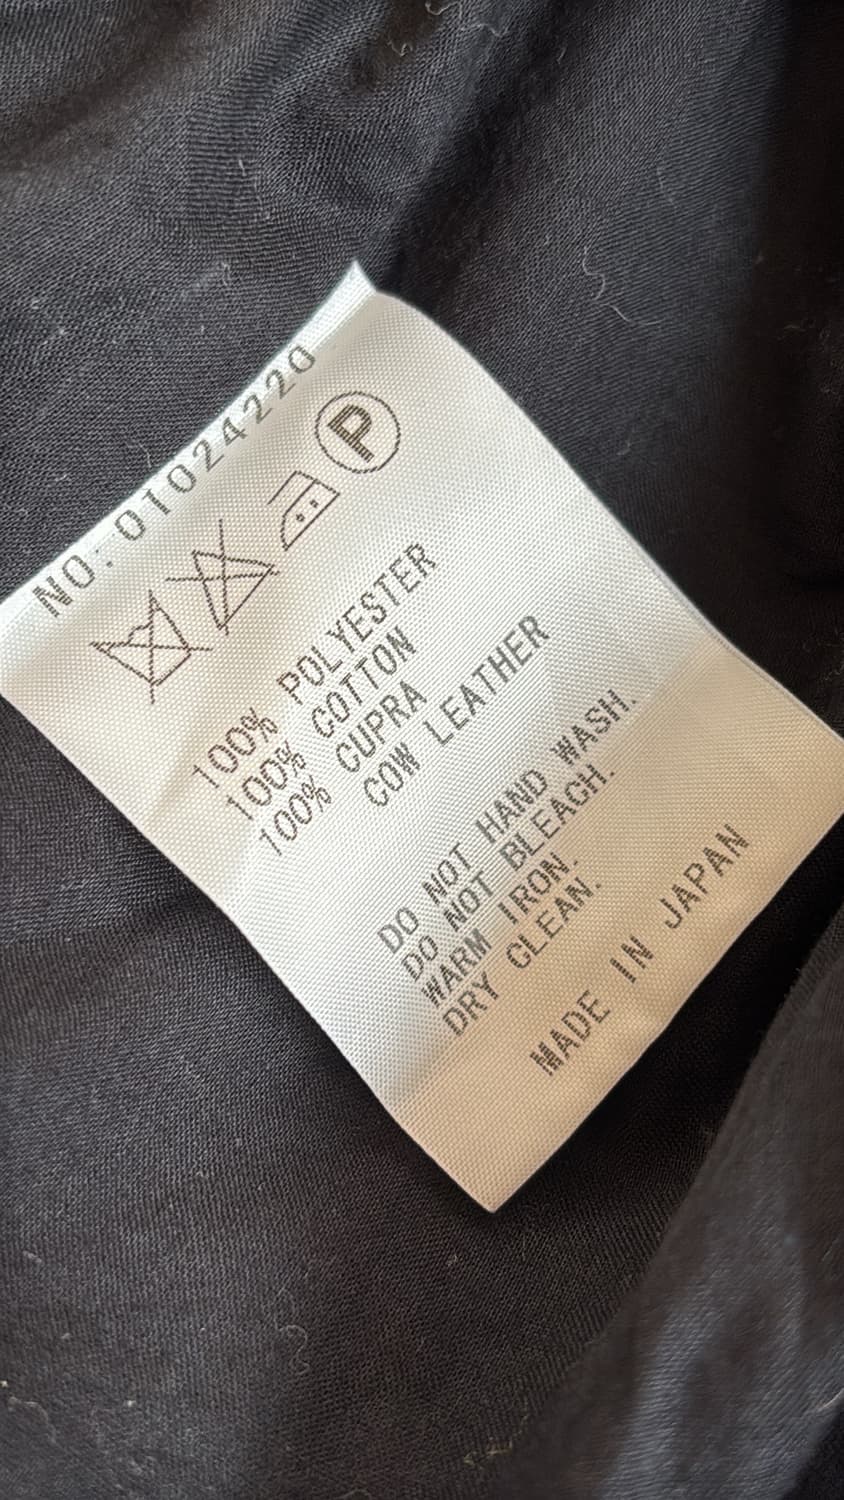 NO: 01024220
P
100% POLYESTER
100% COTTON
100% CUPRA
COW LEATHER
DO NOT HAND WASH.
DO NOT BLEACH.
WARM IRON.
DRY CLEAN.
MADE IN JAPAN